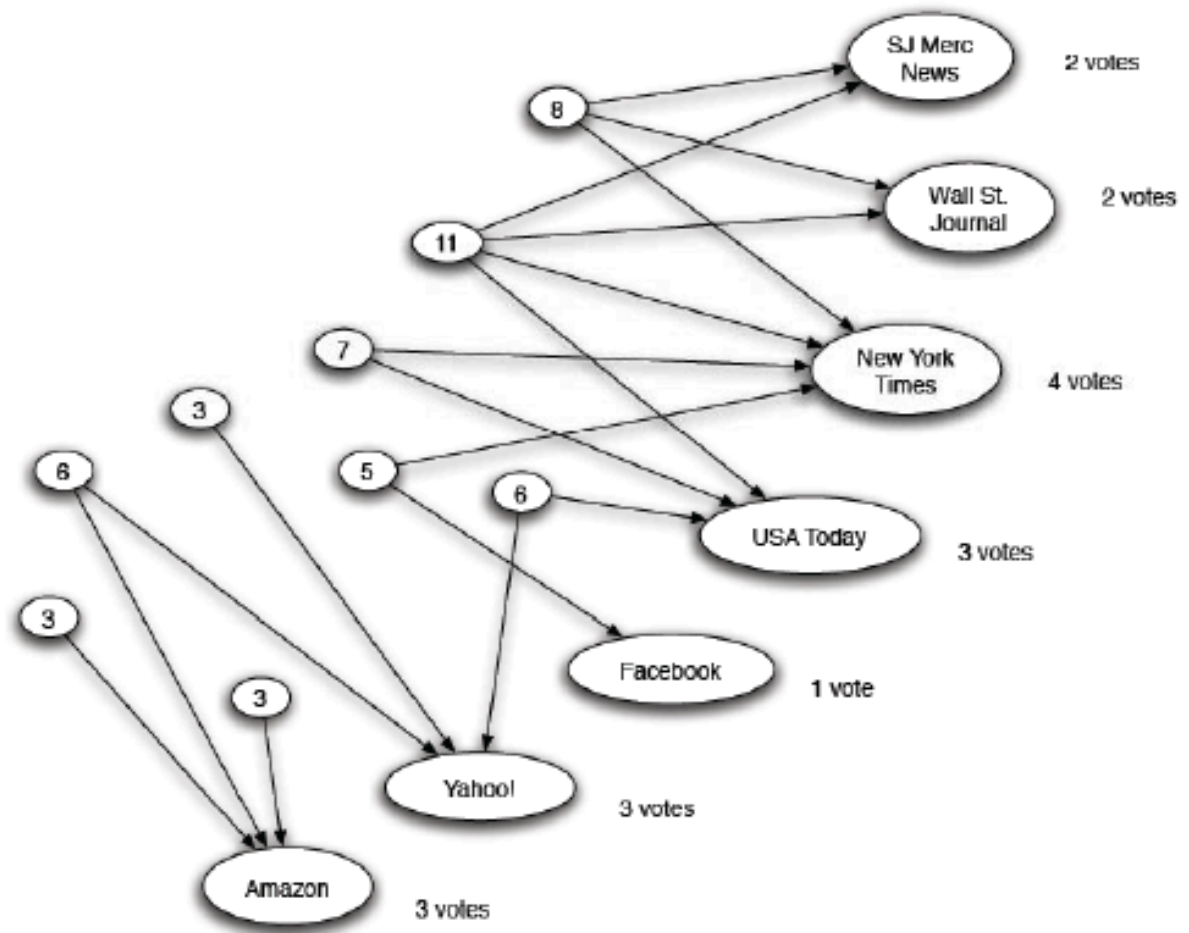 SJ Merc
News
2 votes
8
Wall St.
Journal
2 votes
11
7
New York
Times
4 votes
3
6
5
6
USA Today
3 votes
3
Facebook
1 vote
3
Yahoo!
3 votes
Amazon
3 votes